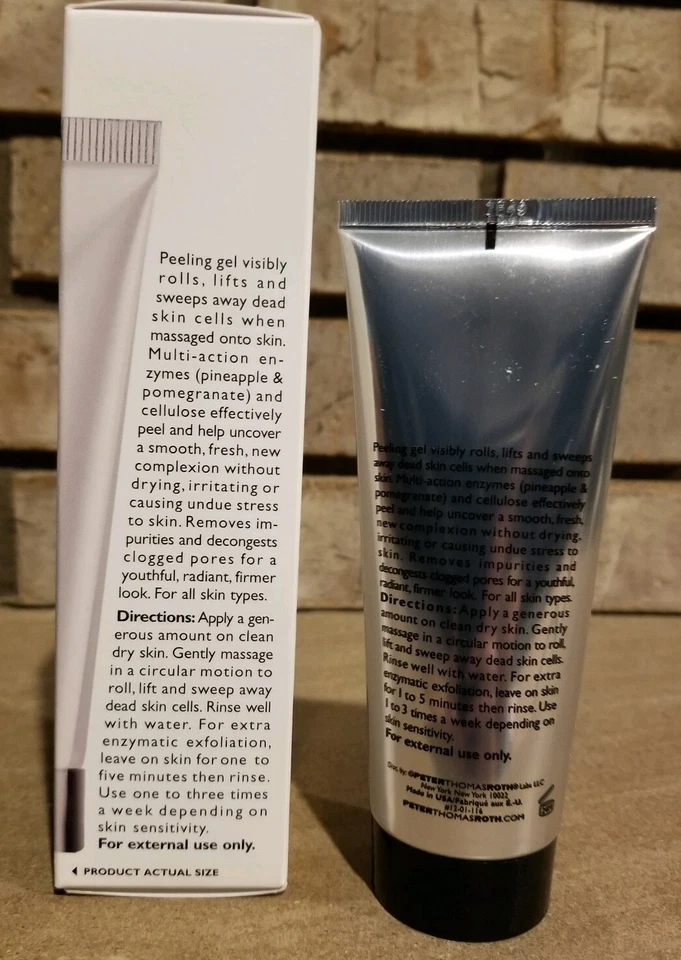 Peeling gel visibly
rolls, lifts and
sweeps away dead
skin cells when
massaged onto skin.
Multi-action en-
zymes (pineapple &
pomegranate) and
cellulose effectively
peel and help uncover
a smooth, fresh, new
complexion without
drying, irritating or
causing undue stress
to skin. Removes im-
purities and decongests
clogged pores for a
youthful, radiant, firmer
look. For all skin types.
Directions: Apply a gen-
erous amount on clean
dry skin. Gently massage
in a circular motion to
roll, lift and sweep away
dead skin cells. Rinse well
with water. For extra
enzymatic exfoliation,
leave on skin for one to
five minutes then rinse.
Use one to three times
a week depending on
skin sensitivity.
For external use only.
PRODUCT ACTUAL SIZE
Peeling gel visibly rolls, lifts and sweeps
away dead skin cells when massaged onto
skin. Multi-action enzymes (pineapple &
pomegranate) and cellulose effectively
peel and help uncover a smooth, fresh,
new complexion without drying,
irritating or causing undue stress to
skin. Removes impurities and
decongests clogged pores for a youthful,
radiant, firmer look. For all skin types.
Directions: Apply a generous
amount on clean dry skin. Gently
massage in a circular motion to roll,
lift and sweep away dead skin cells.
Rinse well with water. For extra
enzymatic exfoliation, leave on skin
for 1 to 5 minutes then rinse. Use
1 to 3 times a week depending on
skin sensitivity.
For external use only.
Dist. by: ©PETERTHOMASROTH® Labs LLC
New York New York 10022
Made in USA/Fabriqué aux É.-U.
#12-01-116
PETERTHOMASROTH.COM